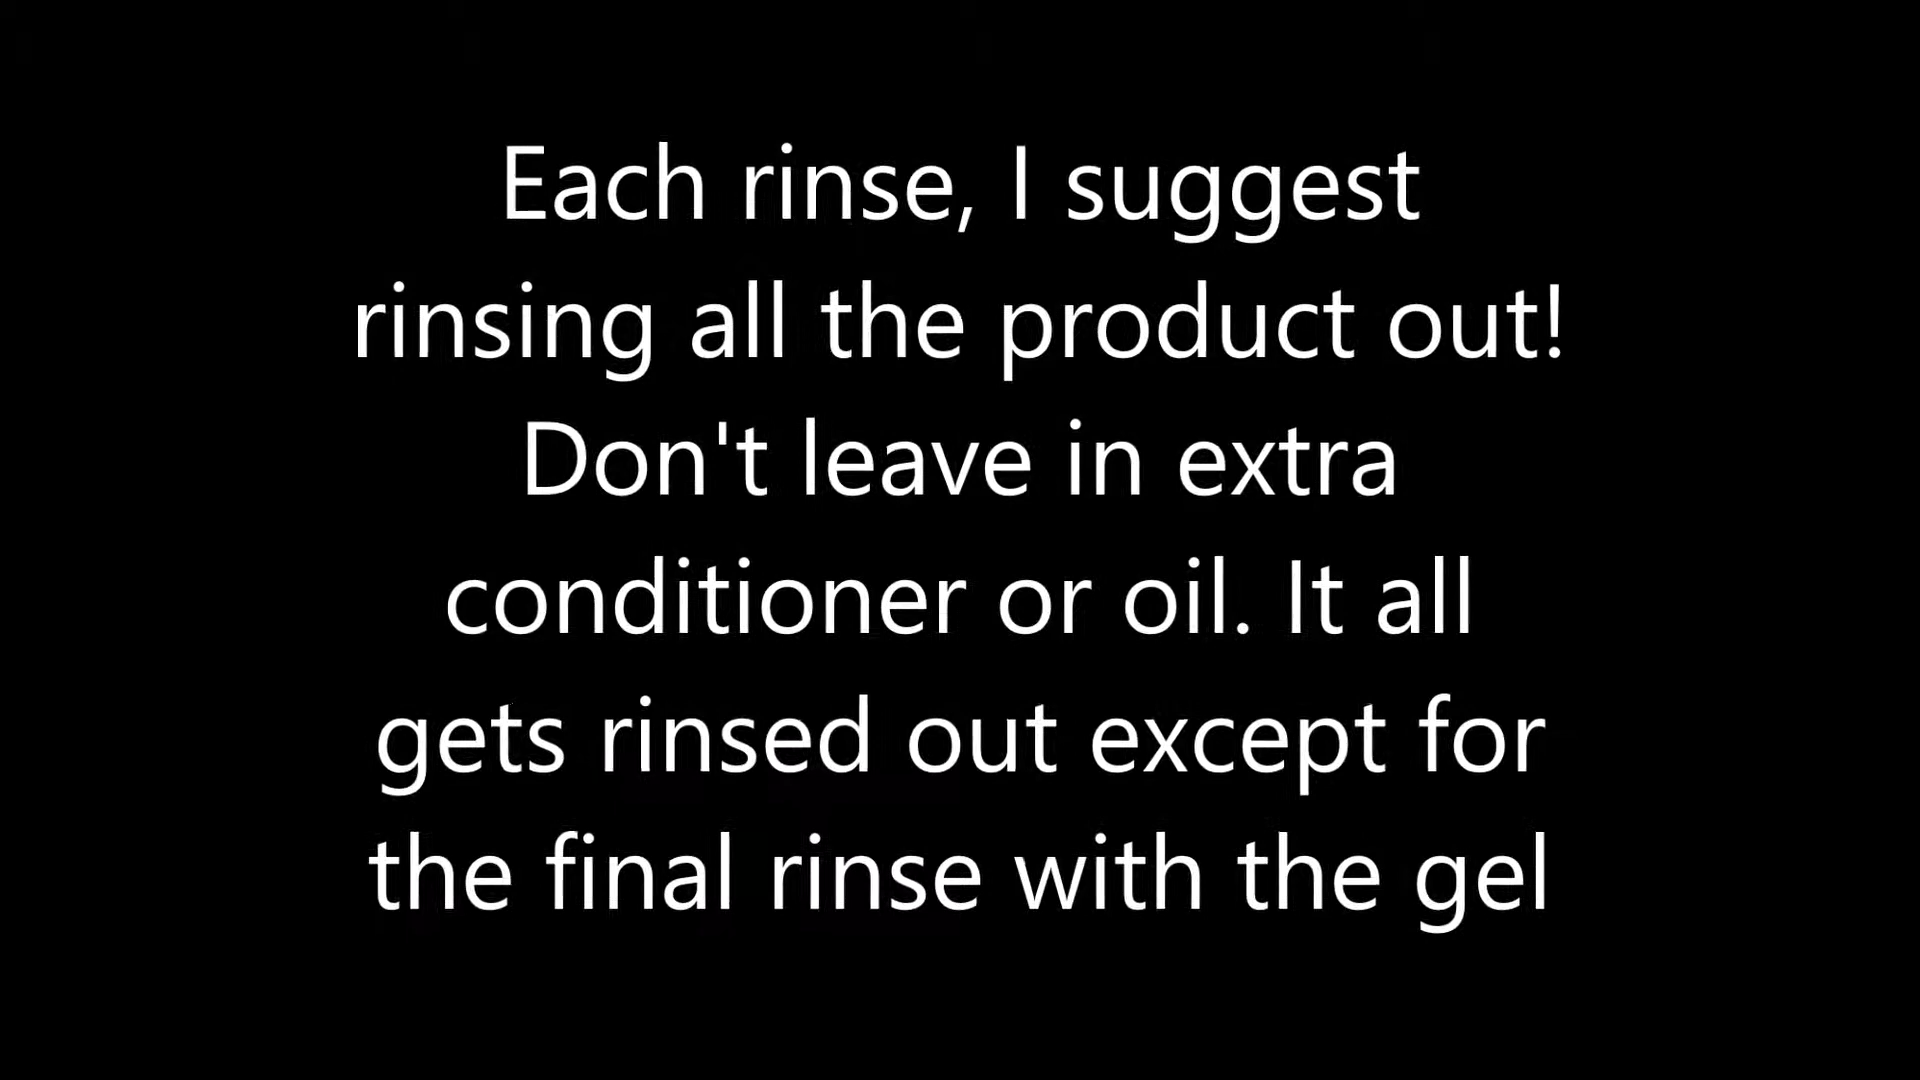 Each rinse, I suggest
rinsing all the product out!
Don't leave in extra
conditioner or oil. It all
gets rinsed out except for
the final rinse with the gel